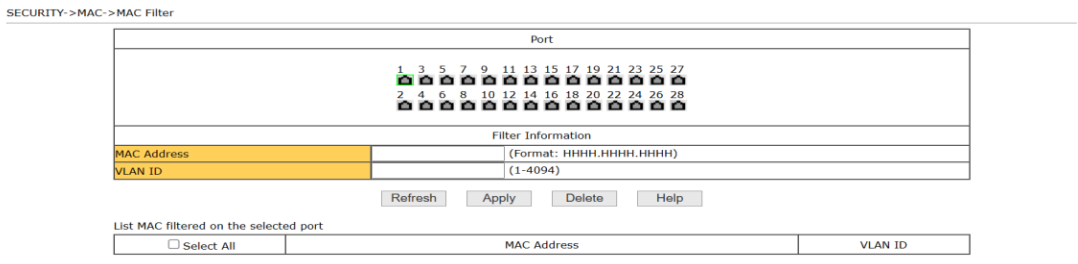 SECURITY->MAC->MAC Filter
Port
1 3 5 7 9 11 13 15 17 19 21 23 25 27
2 4 6 8 10 12 14 16 18 20 22 24 26 28
Filter Information
MAC Address (Format: HHHH.HHHH.HHHH)
VLAN ID (1-4094)
Refresh Apply Delete Help
List MAC filtered on the selected port
Select All MAC Address VLAN ID